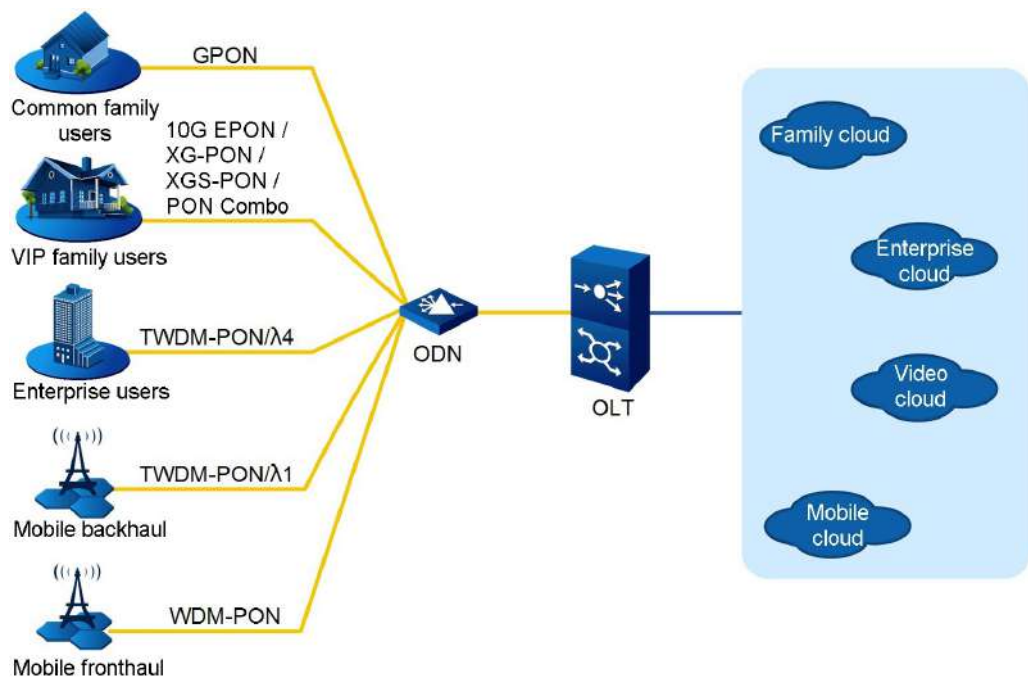 GPON
Common family
users
10G EPON /
XG-PON /
XGS-PON /
PON Combo
VIP family users
TWDM-PON/λ4
Enterprise users
TWDM-PON/λ1
Mobile backhaul
WDM-PON
Mobile fronthaul
ODN
OLT
Family cloud
Enterprise
cloud
Video
cloud
Mobile
cloud